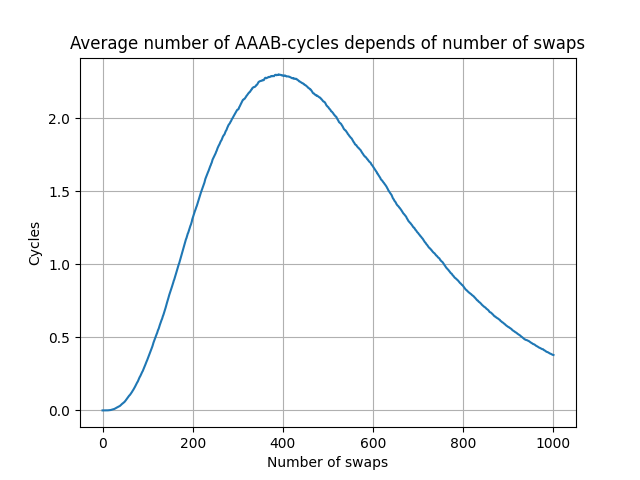 Average number of AAAB-cycles depends of number of swaps
Cycles
2.0
1.5
1.0
0.5
0.0
0 200 400 600 800 1000
Number of swaps